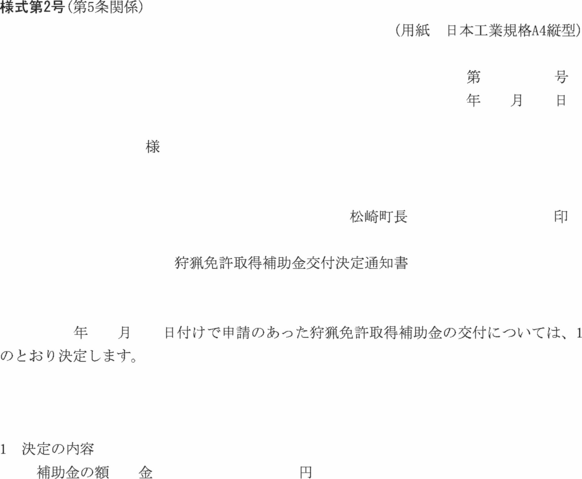 様式第2号(第5条関係)
(用紙　日本工業規格A4縦型)
第　　　　　号
年　　月　　日
様
松崎町長　　　　　　　　　　印
狩猟免許取得補助金交付決定通知書
年　　月　　日付けで申請のあった狩猟免許取得補助金の交付については、1
のとおり決定します。
1　決定の内容
補助金の額　　金　　　　　　　　　　円